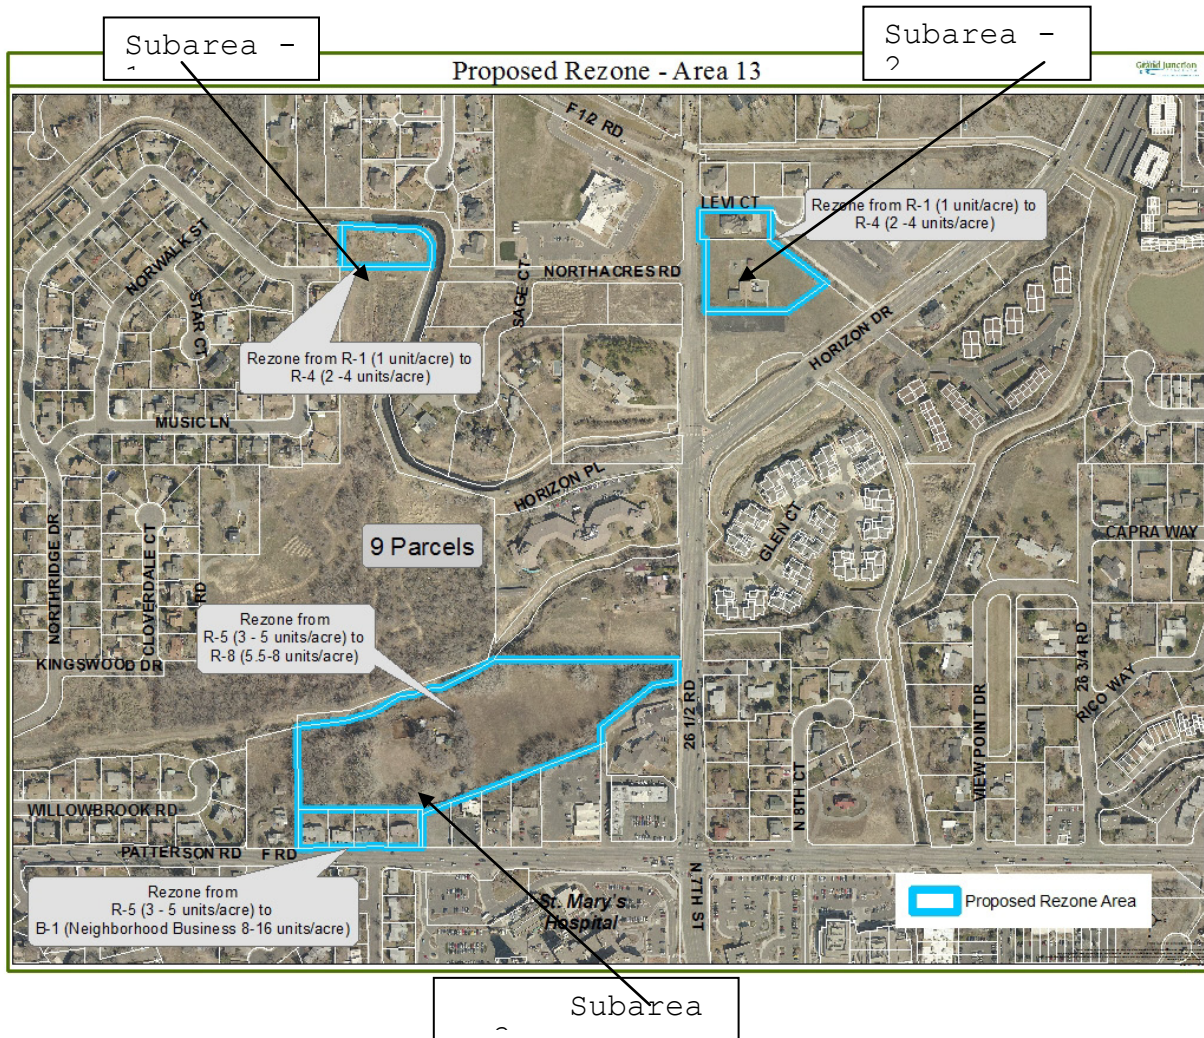 Subarea -
Subarea -
Proposed Rezone - Area 13
Grand Junction
F 1/2 RD
LEVI CT
Rezone from R-1 (1 unit/acre) to
R-4 (2 -4 units/acre)
NORWALK ST
NORTHACRES RD
SAGE CT
STAR CT
HORIZON DR
Rezone from R-1 (1 unit/acre) to
R-4 (2 -4 units/acre)
MUSIC LN
HORIZON PL
GLEN CT
NORTHRIDGE DR
CLOVERDALE CT
9 Parcels
CAPRA WAY
RD
Rezone from
R-5 (3 - 5 units/acre) to
R-8 (5.5-8 units/acre)
KINGSWOOD DR
26 3/4 RD
RICO WAY
26 1/2 RD
VIEWPOINT DR
N 8TH CT
WILLOWBROOK RD
PATTERSON RD F RD
Rezone from
R-5 (3 - 5 units/acre) to
B-1 (Neighborhood Business 8-16 units/acre)
St. Mary's
Hospital
N 7TH ST
Proposed Rezone Area
Subarea